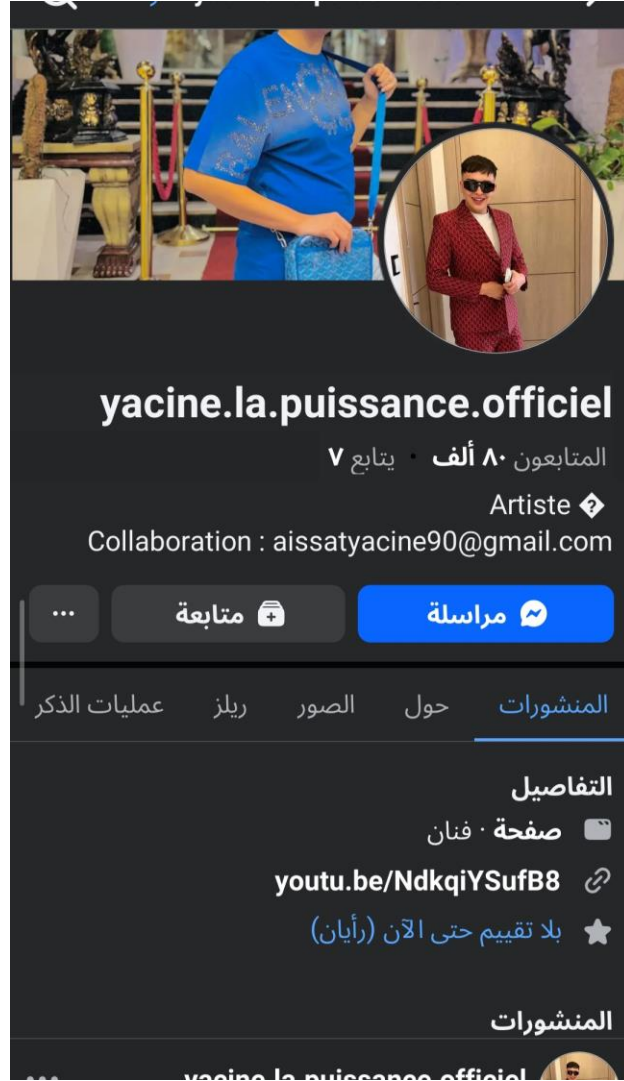 yacine.la.puissance.officiel
المتابعون ٨٠ ألف · يتابع ٧
Artiste
Collaboration : aissatyacine90@gmail.com
مراسلة
متابعة
المنشورات
حول
الصور
ريلز
عمليات الذكر
التفاصيل
صفحة · فنان
youtu.be/NdkqiYSufB8
بلا تقييم حتى الآن (رأيان)
المنشورات
yacine.la.puissance.officiel